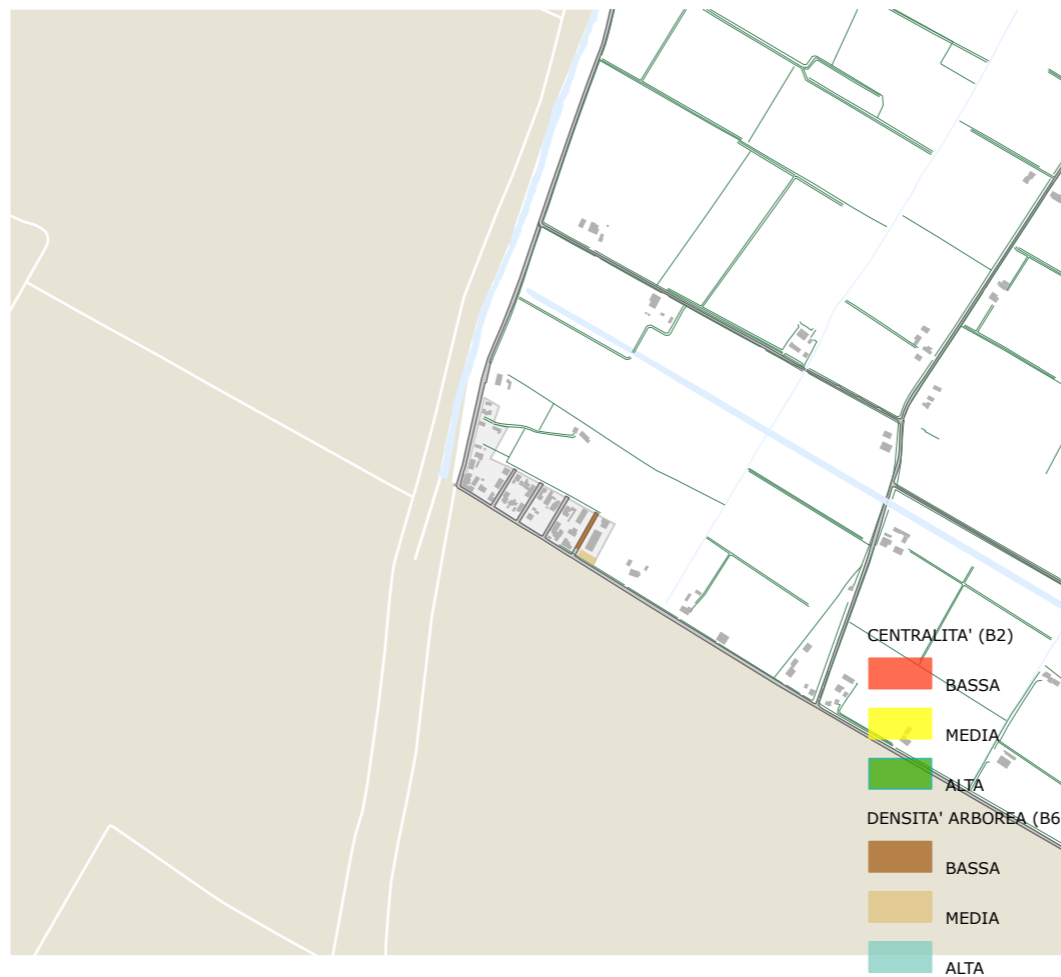 CENTRALITA' (B2)
BASSA
MEDIA
ALTA
DENSITA' ARBOREA (B6
BASSA
MEDIA
ALTA